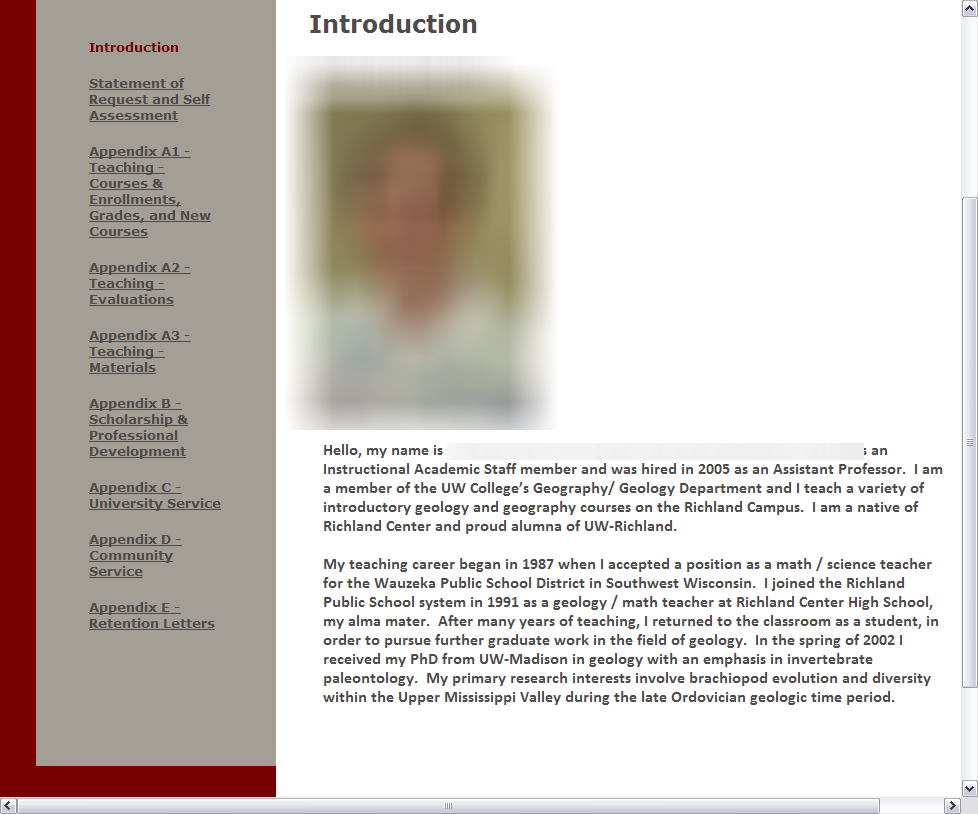 Introduction
Statement of
Request and Self
Assessment
Appendix A1 -
Teaching -
Courses &
Enrollments,
Grades, and New
Courses
Appendix A2 -
Teaching -
Evaluations
Appendix A3 -
Teaching -
Materials
Appendix B -
Scholarship &
Professional
Development
Appendix C -
University Service
Appendix D -
Community
Service
Appendix E -
Retention Letters
Introduction
Hello, my name is an
Instructional Academic Staff member and was hired in 2005 as an Assistant Professor.  I am
a member of the UW College’s Geography/ Geology Department and I teach a variety of
introductory geology and geography courses on the Richland Campus.  I am a native of
Richland Center and proud alumna of UW-Richland.
My teaching career began in 1987 when I accepted a position as a math / science teacher
for the Wauzeka Public School District in Southwest Wisconsin.  I joined the Richland
Public School system in 1991 as a geology / math teacher at Richland Center High School,
my alma mater.  After many years of teaching, I returned to the classroom as a student, in
order to pursue further graduate work in the field of geology.  In the spring of 2002 I
received my PhD from UW-Madison in geology with an emphasis in invertebrate
paleontology.  My primary research interests involve brachiopod evolution and diversity
within the Upper Mississippi Valley during the late Ordovician geologic time period.